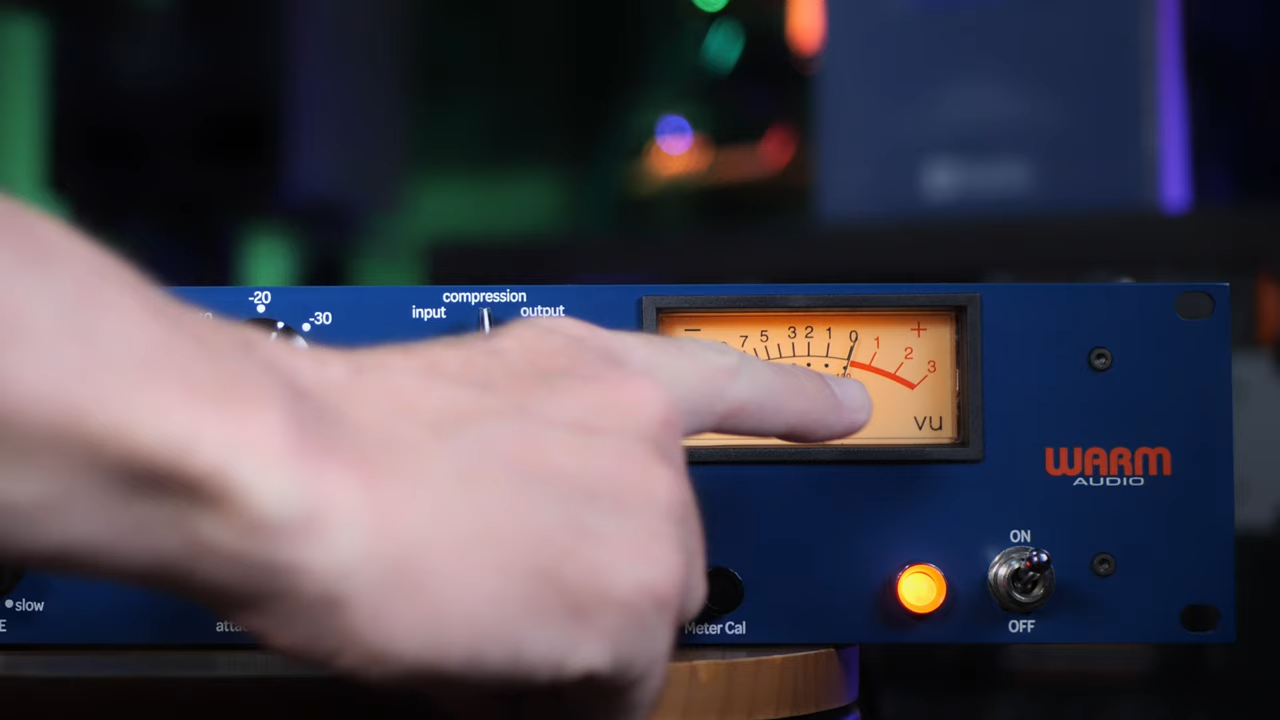 -20
-30
compression
input
output
− +
7 5 3 2 1 0 1 2 3
vu
WARM
AUDIO
ON
OFF
slow
Meter Cal